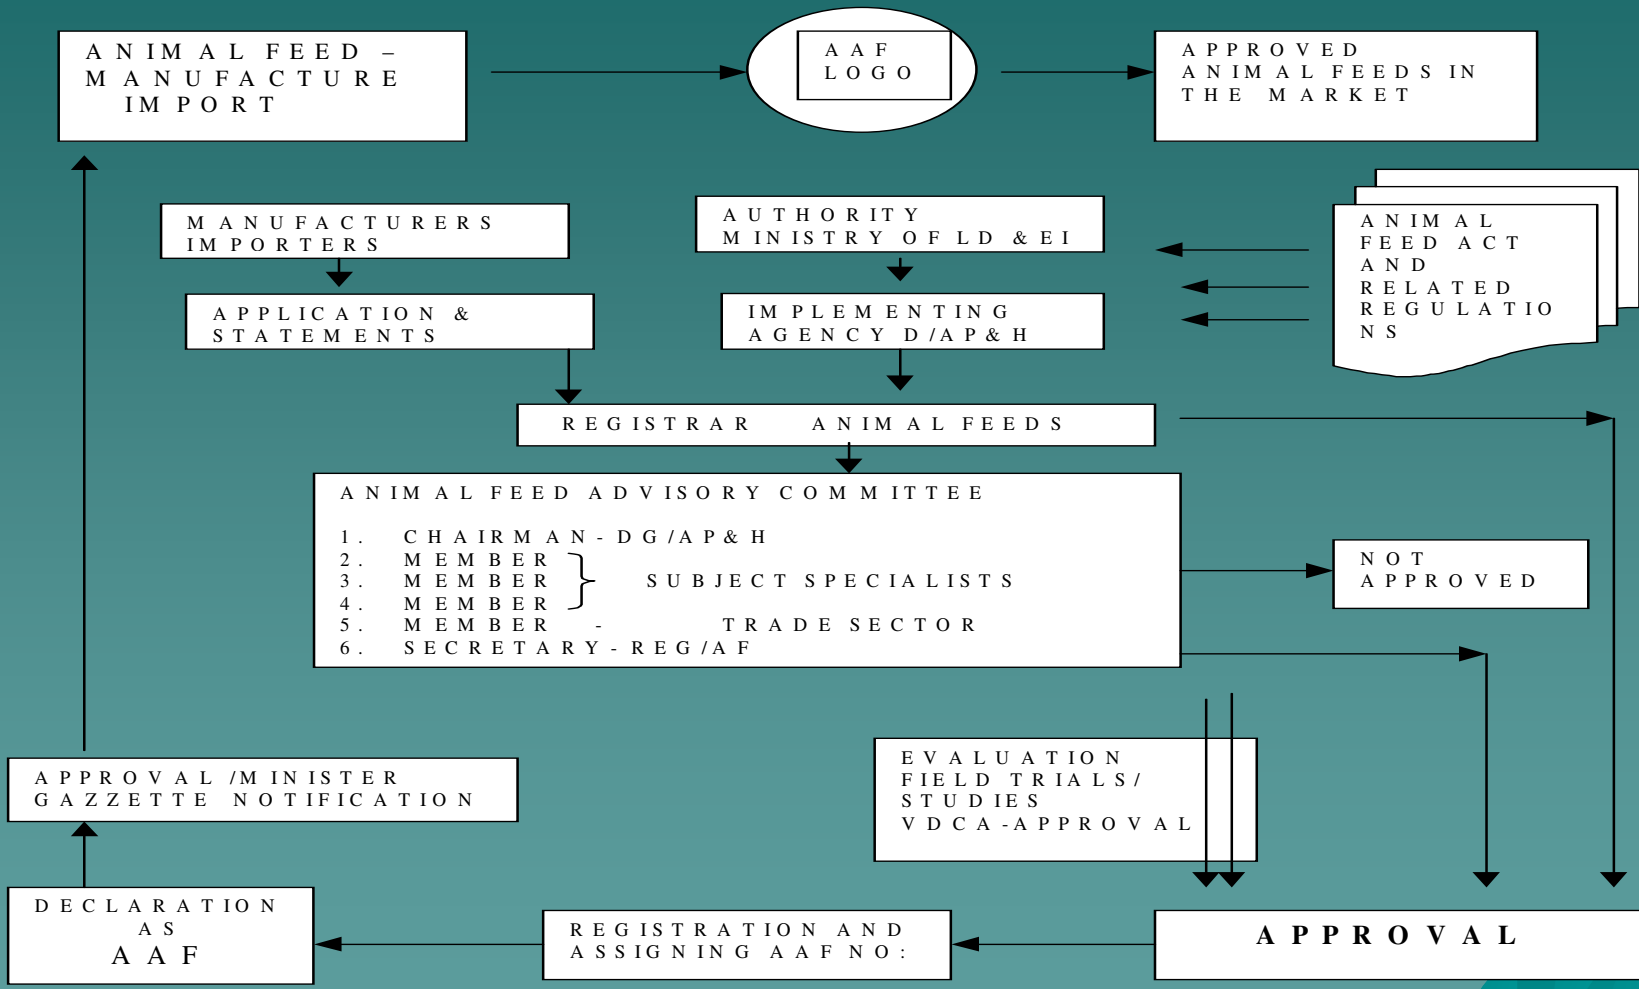 ANIMAL FEED –
MANUFACTURE
IMPORT
AAF
LOGO
APPROVED
ANIMAL FEEDS IN
THE MARKET
MANUFACTURERS
IMPORTERS
AUTHORITY
MINISTRY OF LD & EI
ANIMAL
FEED ACT
AND
RELATED
REGULATIO
NS
APPLICATION &
STATEMENTS
IMPLEMENTING
AGENCY D/AP&H
REGISTRAR ANIMAL FEEDS
ANIMAL FEED ADVISORY COMMITTEE
1. CHAIRMAN-DG/AP&H
2. MEMBER
3. MEMBER SUBJECT SPECIALISTS
4. MEMBER
5. MEMBER - TRADE SECTOR
6. SECRETARY-REG/AF
NOT
APPROVED
APPROVAL /MINISTER
GAZZETTE NOTIFICATION
EVALUATION
FIELD TRIALS/
STUDIES
VDCA-APPROVAL
DECLARATION
AS
AAF
REGISTRATION AND
ASSIGNING AAF NO:
APPROVAL